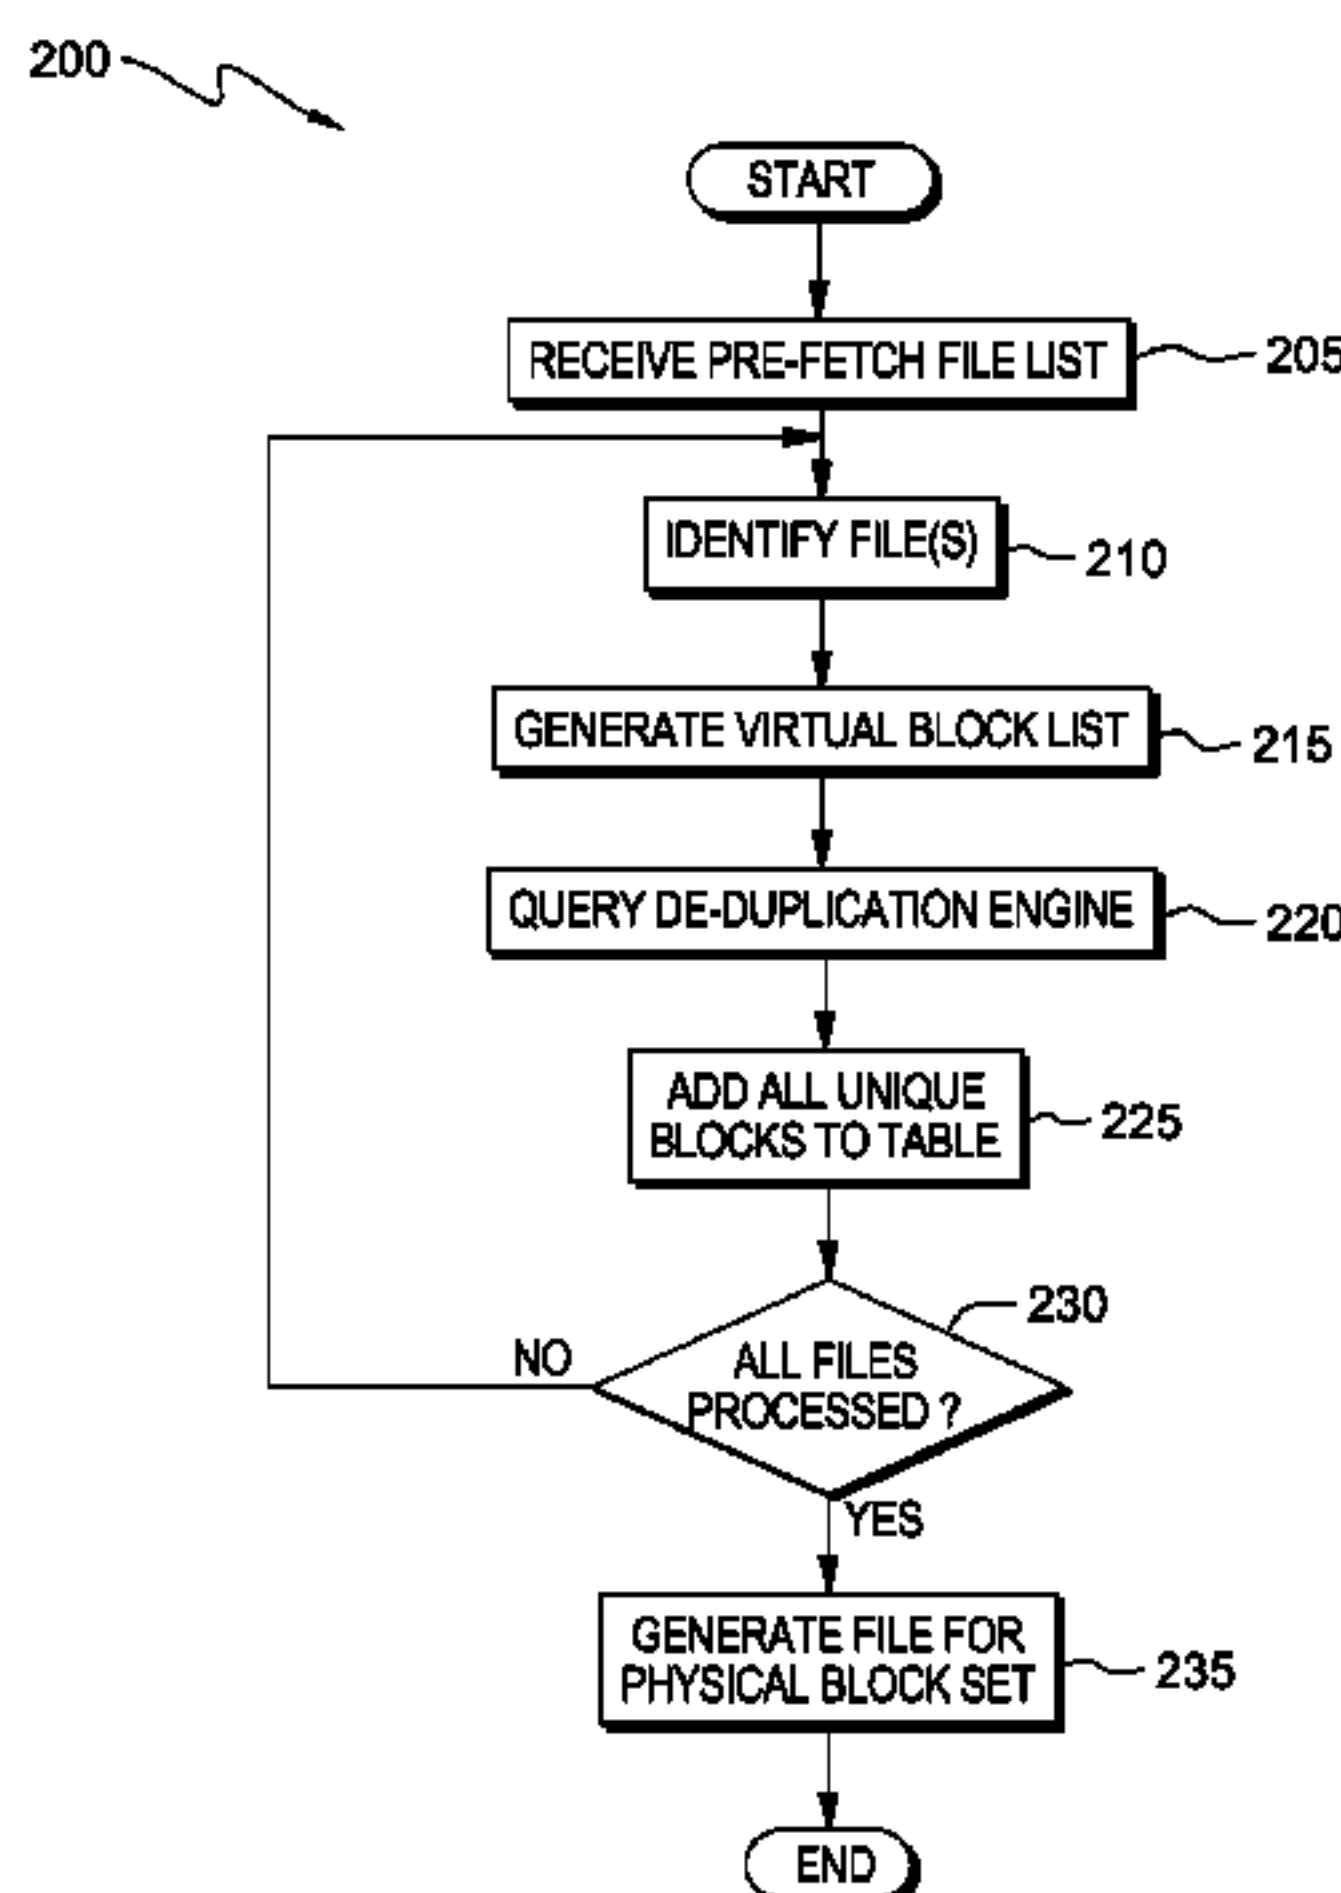 200
START
RECEIVE PRE-FETCH FILE LIST
205
IDENTIFY FILE(S)
210
GENERATE VIRTUAL BLOCK LIST
215
QUERY DE-DUPLICATION ENGINE
220
ADD ALL UNIQUE
BLOCKS TO TABLE
225
230
NO
ALL FILES
PROCESSED ?
YES
GENERATE FILE FOR
PHYSICAL BLOCK SET
235
END